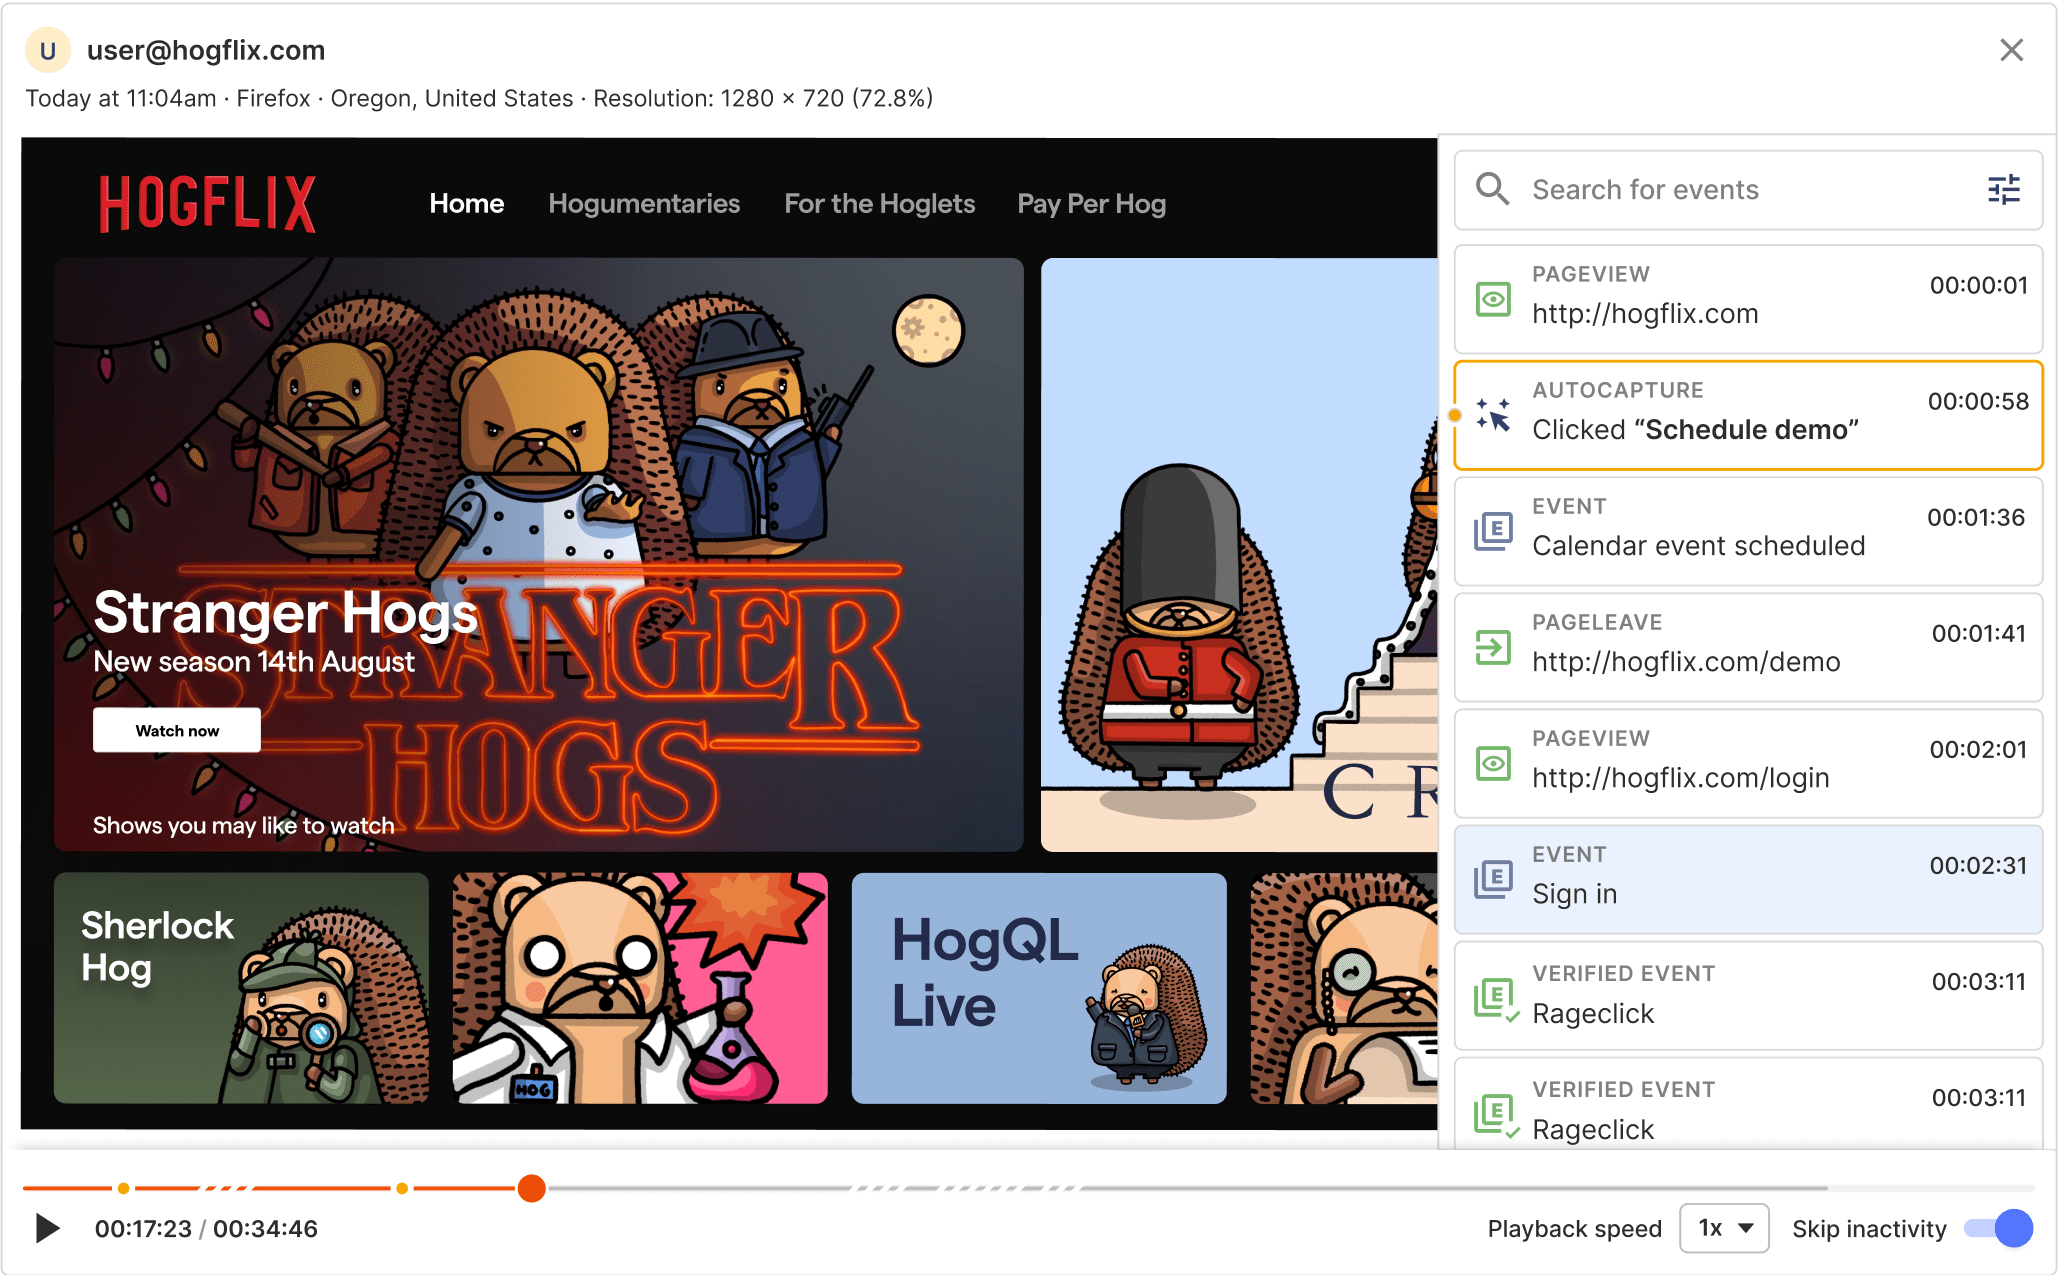 U
user@hogflix.com
Today at 11:04am · Firefox · Oregon, United States · Resolution: 1280 × 720 (72.8%)
HOGFLIX
Home
Hogumentaries
For the Hoglets
Pay Per Hog
STRANGER
HOGS
Stranger Hogs
New season 14th August
Watch now
Shows you may like to watch
C R
Sherlock
Hog
HOG
HogQL
Live
Search for events
PAGEVIEW
00:00:01
http://hogflix.com
AUTOCAPTURE
00:00:58
Clicked “Schedule demo”
E
EVENT
00:01:36
Calendar event scheduled
PAGELEAVE
00:01:41
http://hogflix.com/demo
PAGEVIEW
00:02:01
http://hogflix.com/login
E
EVENT
00:02:31
Sign in
E
VERIFIED EVENT
00:03:11
Rageclick
E
VERIFIED EVENT
00:03:11
Rageclick
00:17:23 / 00:34:46
Playback speed
1x
Skip inactivity